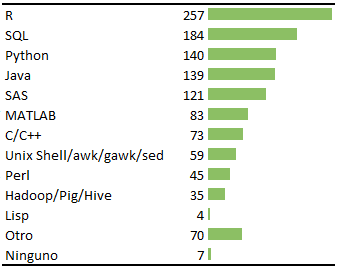 R 257
SQL 184
Python 140
Java 139
SAS 121
MATLAB 83
C/C++ 73
Unix Shell/awk/gawk/sed 59
Perl 45
Hadoop/Pig/Hive 35
Lisp 4
Otro 70
Ninguno 7